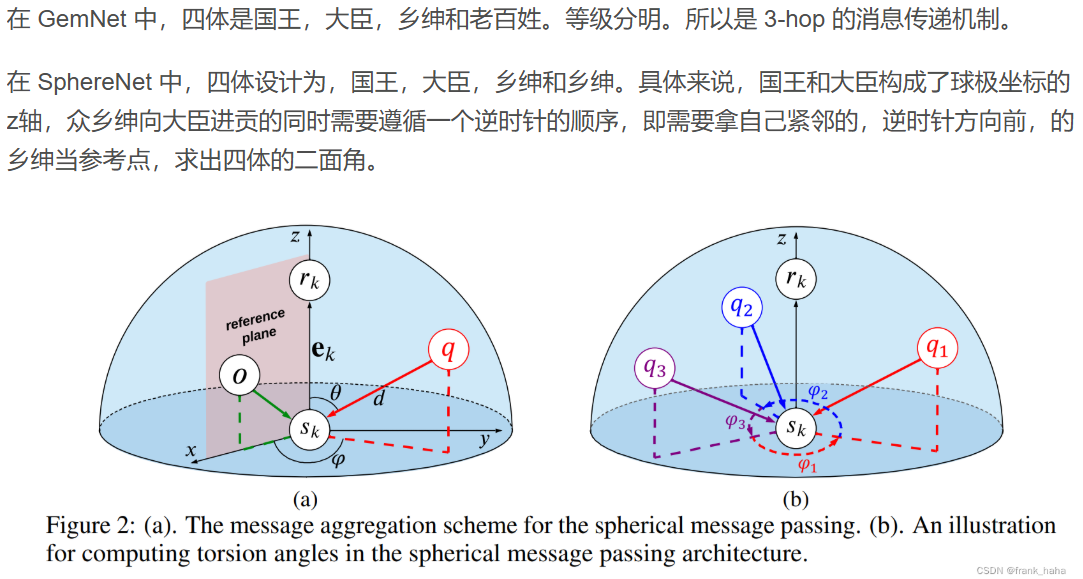 在 GemNet 中，四体是国王，大臣，乡绅和老百姓。等级分明。所以是 3-hop 的消息传递机制。
在 SphereNet 中，四体设计为，国王，大臣，乡绅和乡绅。具体来说，国王和大臣构成了球极坐标的
z轴，众乡绅向大臣进贡的同时需要遵循一个逆时针的顺序，即需要拿自己紧邻的，逆时针方向前，的
乡绅当参考点，求出四体的二面角。
z
r_k
reference
plane
e_k
q
o
θ
d
s_k
x
y
φ
(a)
z
r_k
q_2
q_1
q_3
φ_2
φ_3
s_k
φ_1
(b)
Figure 2: (a). The message aggregation scheme for the spherical message passing. (b). An illustration
for computing torsion angles in the spherical message passing architecture.
CSDN @frank_haha